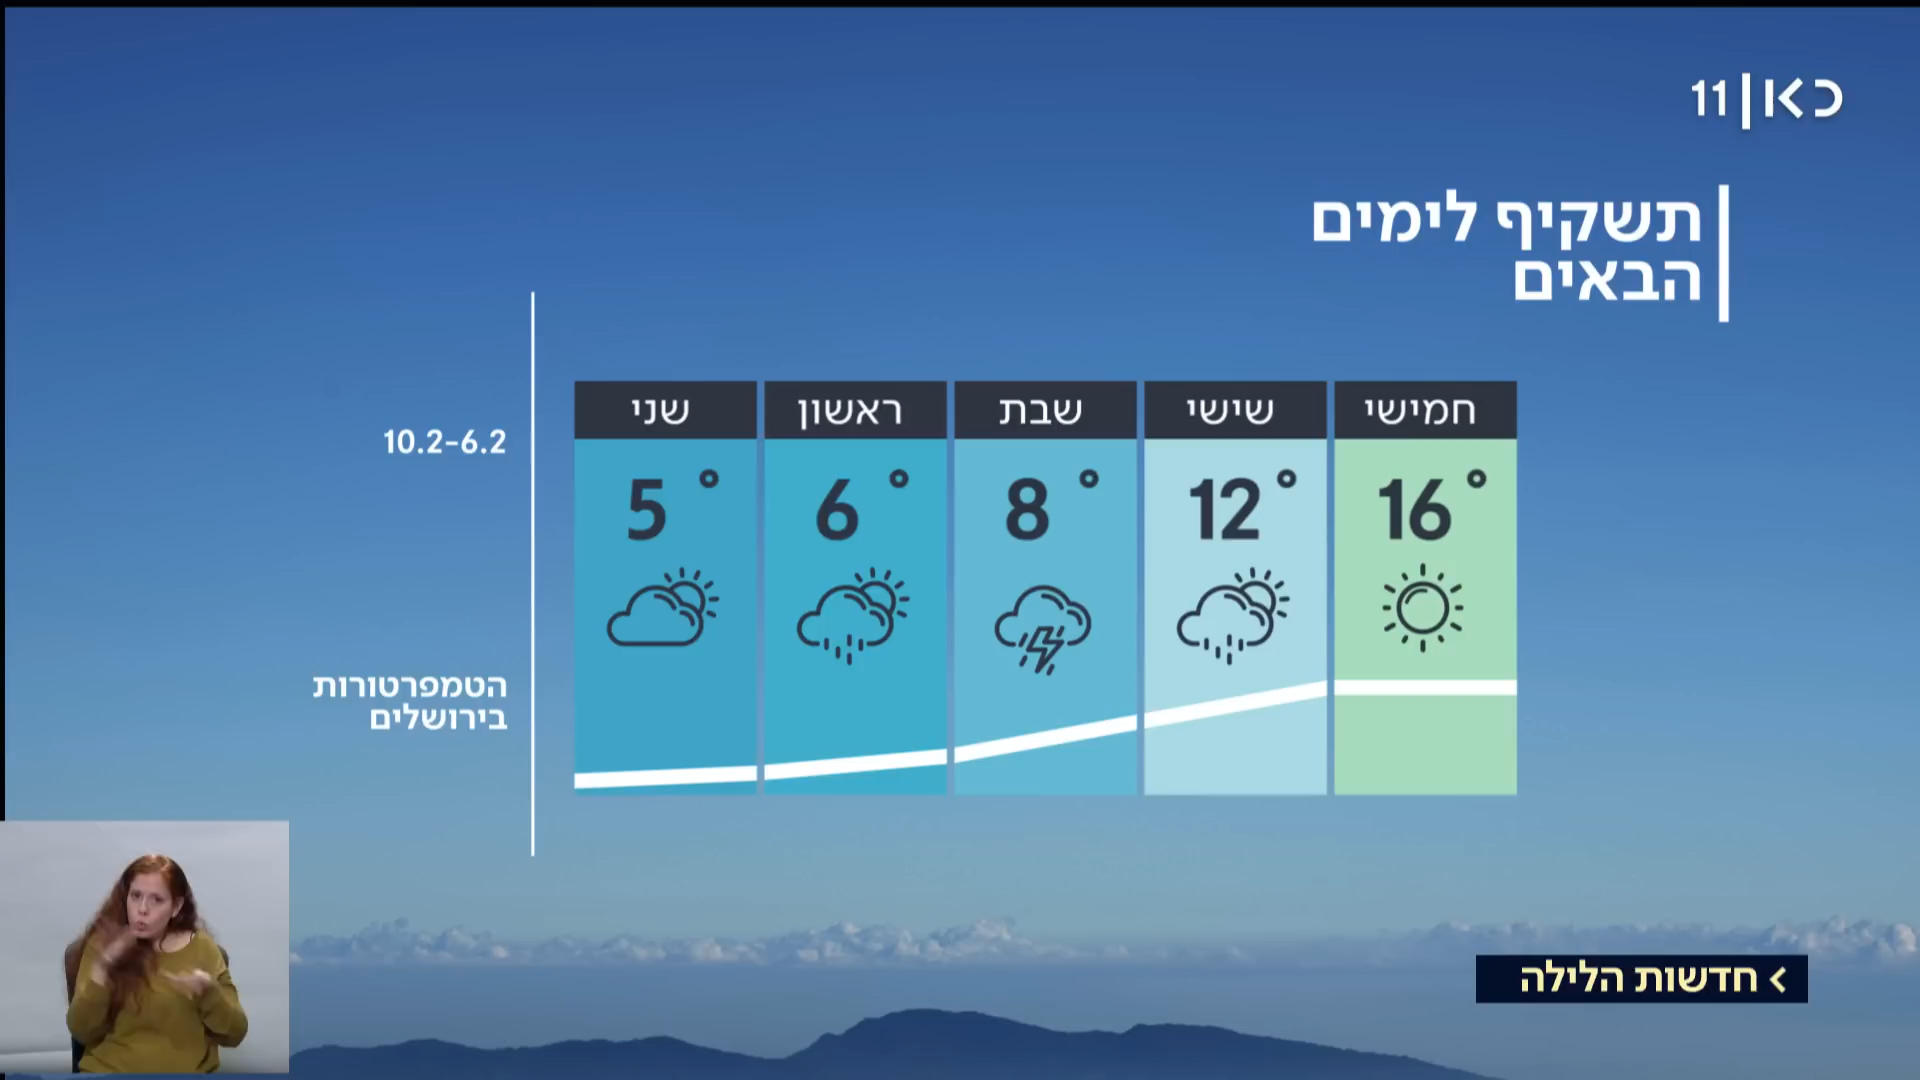 כאן 11
תשקיף לימים
הבאים
חמישי
שישי
שבת
ראשון
שני
16°
12°
8°
6°
5°
10.2-6.2
הטמפרטורות
בירושלים
חדשות הלילה